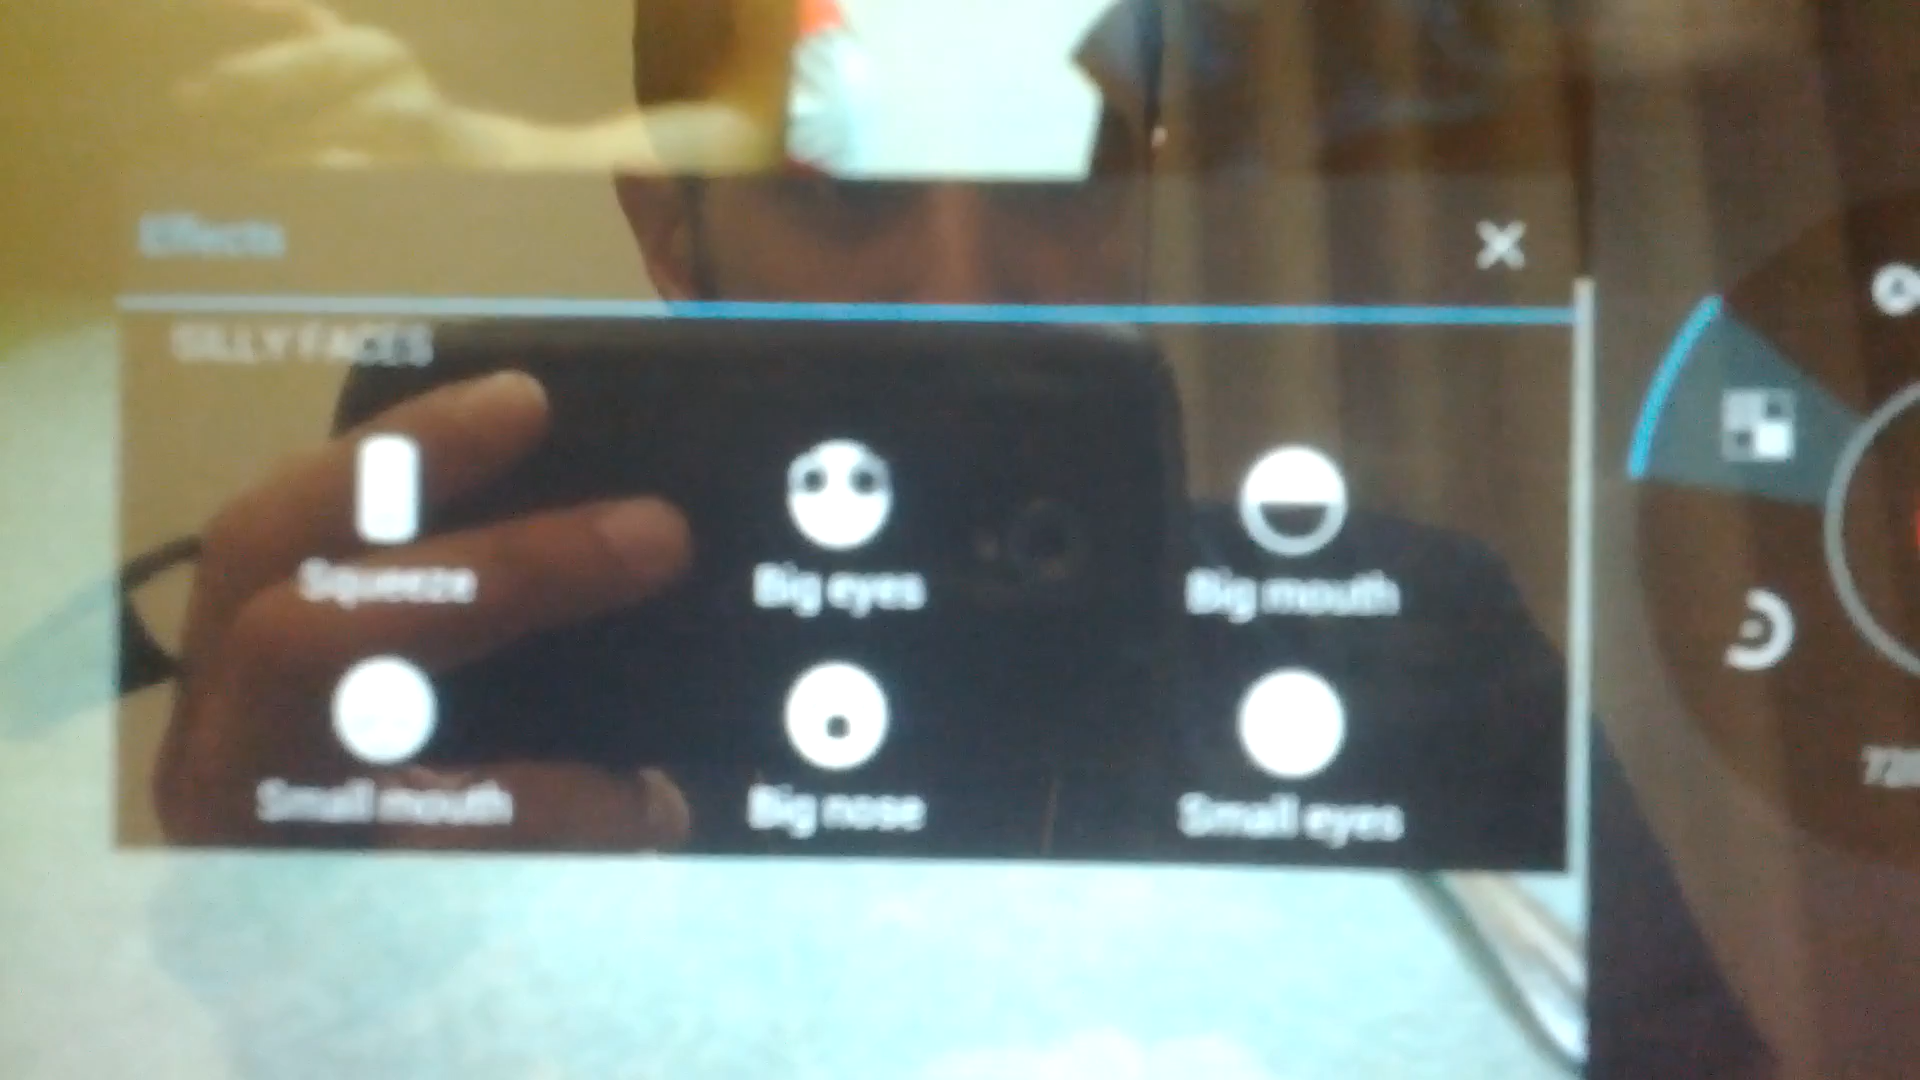 Effects
SILLY FACES
Squeeze
Big eyes
Big mouth
Small mouth
Big nose
Small eyes